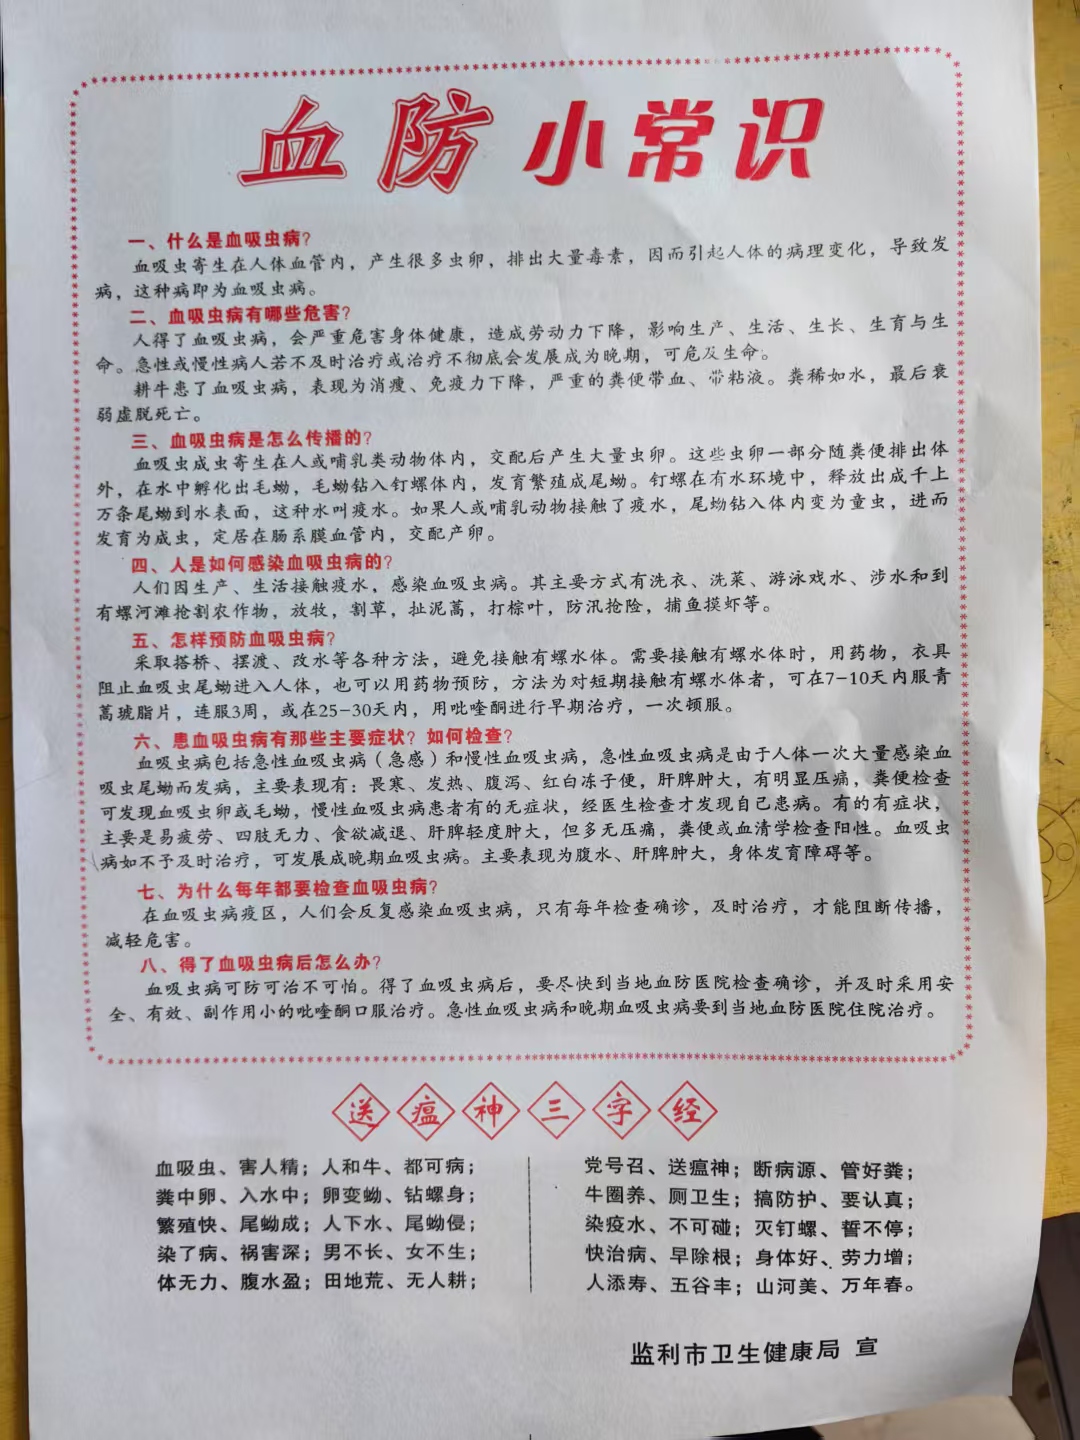 血防小常识
一、什么是血吸虫病？
血吸虫寄生在人体血管内，产生很多虫卵，排出大量毒素，因而引起人体的病理变化，导致发
病，这种病即为血吸虫病。
二、血吸虫病有哪些危害？
人得了血吸虫病，会严重危害身体健康，造成劳动力下降，影响生产、生活、生长、生育与生
命。急性或慢性病人若不及时治疗或治疗不彻底会发展成为晚期，可危及生命。
耕牛患了血吸虫病，表现为消瘦、免疫力下降，严重的粪便带血、带粘液。粪稀如水，最后衰
弱虚脱死亡。
三、血吸虫病是怎么传播的？
血吸虫成虫寄生在人或哺乳类动物体内，交配后产生大量虫卵。这些虫卵一部分随粪便排出体
外，在水中孵化出毛蚴，毛蚴钻入钉螺体内，发育繁殖成尾蚴。钉螺在有水环境中，释放出成千上
万条尾蚴到水表面，这种水叫疫水。如果人或哺乳动物接触了疫水，尾蚴钻入体内变为童虫，进而
发育为成虫，定居在肠系膜血管内，交配产卵。
四、人是如何感染血吸虫病的？
人们因生产、生活接触疫水，感染血吸虫病。其主要方式有洗衣、洗菜、游泳戏水、涉水和到
有螺河滩抢割农作物，放牧，割草，扯泥蒿，打棕叶，防汛抢险，捕鱼摸虾等。
五、怎样预防血吸虫病？
采取搭桥、摆渡、改水等各种方法，避免接触有螺水体。需要接触有螺水体时，用药物，衣具
阻止血吸虫尾蚴进入人体，也可以用药物预防，方法为对短期接触有螺水体者，可在7-10天内服青
蒿琥脂片，连服3周，或在25-30天内，用吡喹酮进行早期治疗，一次顿服。
六、患血吸虫病有那些主要症状？如何检查？
血吸虫病包括急性血吸虫病（急感）和慢性血吸虫病，急性血吸虫病是由于人体一次大量感染血
吸虫尾蚴而发病，主要表现有：畏寒、发热、腹泻、红白冻子便，肝脾肿大，有明显压痛，粪便检查
可发现血吸虫卵或毛蚴，慢性血吸虫病患者有的无症状，经医生检查才发现自己患病。有的有症状，
主要是易疲劳、四肢无力、食欲减退、肝脾轻度肿大，但多无压痛，粪便或血清学检查阳性。血吸虫
病如不予及时治疗，可发展成晚期血吸虫病。主要表现为腹水、肝脾肿大，身体发育障碍等。
七、为什么每年都要检查血吸虫病？
在血吸虫病疫区，人们会反复感染血吸虫病，只有每年检查确诊，及时治疗，才能阻断传播，
减轻危害。
八、得了血吸虫病后怎么办？
血吸虫病可防可治不可怕。得了血吸虫病后，要尽快到当地血防医院检查确诊，并及时采用安
全、有效、副作用小的吡喹酮口服治疗。急性血吸虫病和晚期血吸虫病要到当地血防医院住院治疗。
送瘟神三字经
血吸虫、害人精；人和牛、都可病；
粪中卵、入水中；卵变蚴、钻螺身；
繁殖快、尾蚴成；人下水、尾蚴侵；
染了病、祸害深；男不长、女不生；
体无力、腹水盈；田地荒、无人耕；
党号召、送瘟神；断病源、管好粪；
牛圈养、厕卫生；搞防护、要认真；
染疫水、不可碰；灭钉螺、誓不停；
快治病、早除根；身体好、劳力增；
人添寿、五谷丰；山河美、万年春。
监利市卫生健康局 宣